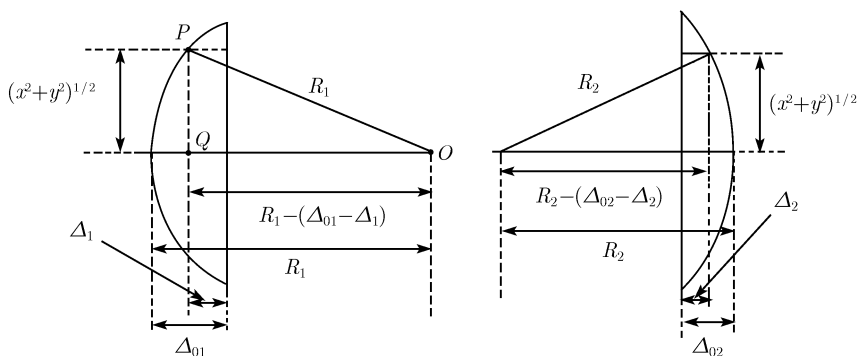 P
(x²+y²)^{1/2}
R₁
Q
O
R₁−(Δ₀₁−Δ₁)
Δ₁
R₁
Δ₀₁
R₂
(x²+y²)^{1/2}
R₂−(Δ₀₂−Δ₂)
Δ₂
R₂
Δ₀₂